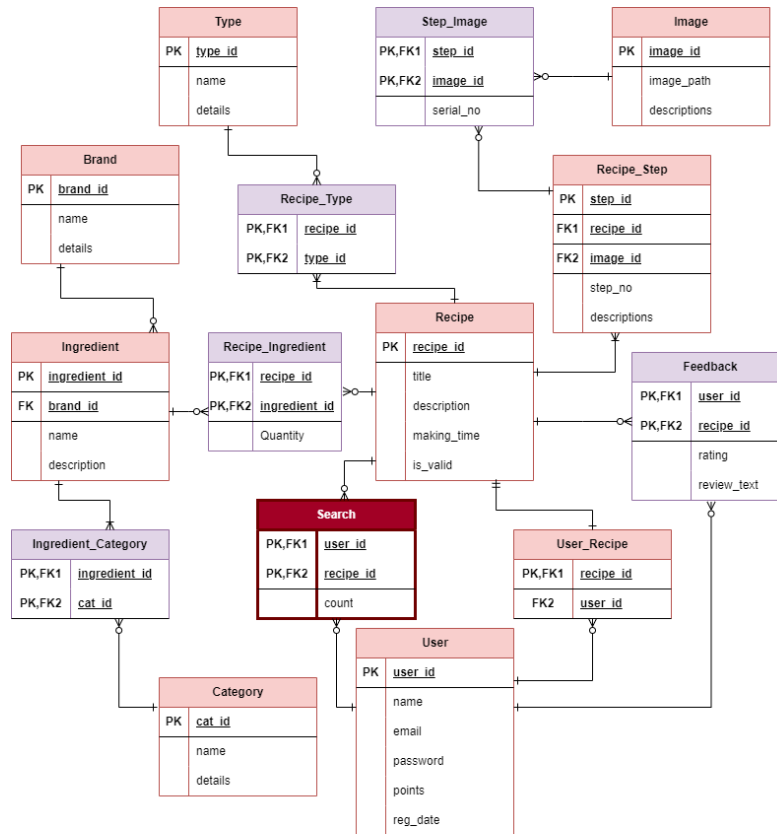 Type
PK type_id
name
details
Step_Image
PK,FK1 step_id
PK,FK2 image_id
serial_no
Image
PK image_id
image_path
descriptions
Brand
PK brand_id
name
details
Recipe_Type
PK,FK1 recipe_id
PK,FK2 type_id
Recipe_Step
PK step_id
FK1 recipe_id
FK2 image_id
step_no
descriptions
Ingredient
PK ingredient_id
FK brand_id
name
description
Recipe_Ingredient
PK,FK1 recipe_id
PK,FK2 ingredient_id
Quantity
Recipe
PK recipe_id
title
description
making_time
is_valid
Feedback
PK,FK1 user_id
PK,FK2 recipe_id
rating
review_text
Ingredient_Category
PK,FK1 ingredient_id
PK,FK2 cat_id
Search
PK,FK1 user_id
PK,FK2 recipe_id
count
User_Recipe
PK,FK1 recipe_id
FK2 user_id
Category
PK cat_id
name
details
User
PK user_id
name
email
password
points
reg_date